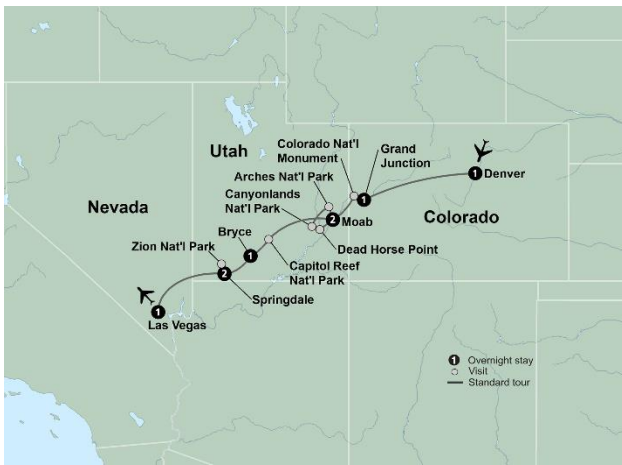 Colorado Nat'l
Monument
Grand
Junction
Utah
Arches Nat'l Park
1
Denver
Canyonlands
Nat'l Park
1
Nevada
2
Moab
Colorado
Bryce
Zion Nat'l Park
Dead Horse Point
1
Capitol Reef
Nat'l Park
2
Springdale
1
Las Vegas
1 Overnight stay
Visit
Standard tour